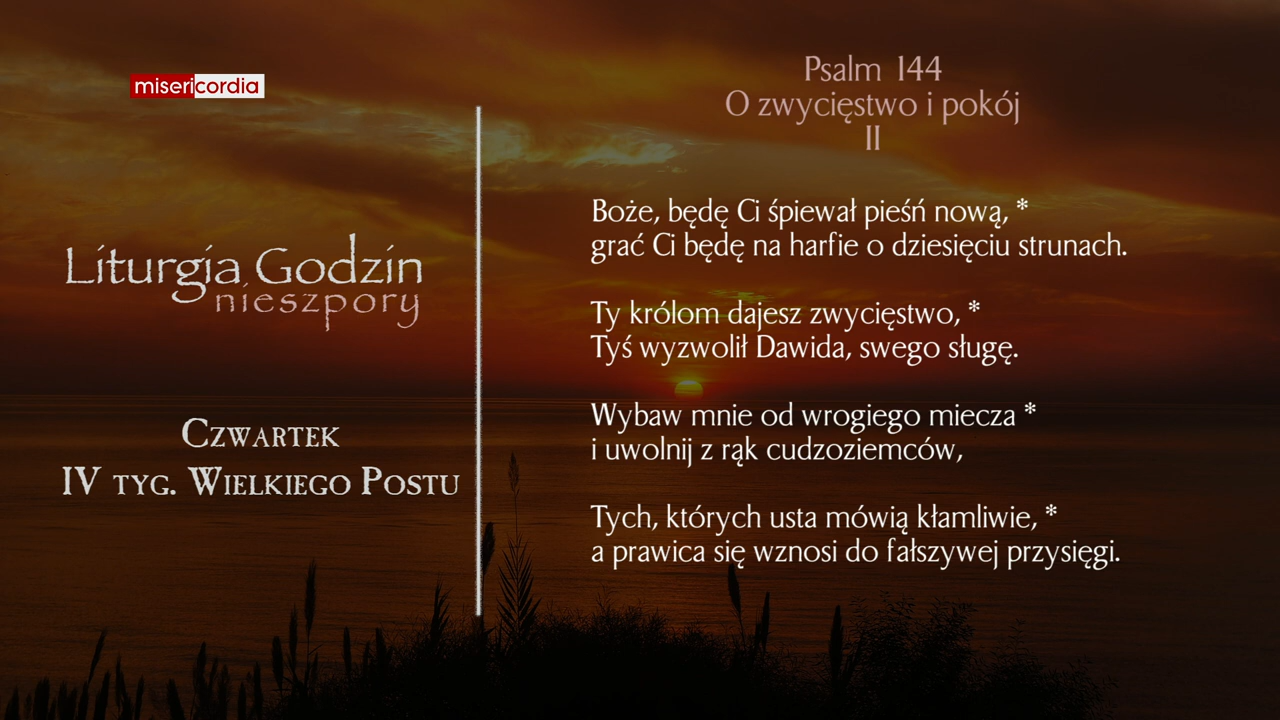 misericordia
Liturgia Godzin
nieszpory
Czwartek
IV tyg. Wielkiego Postu
Psalm 144
O zwycięstwo i pokój
II
Boże, będę Ci śpiewał pieśń nową, *
grać Ci będę na harfie o dziesięciu strunach.
Ty królom dajesz zwycięstwo, *
Tyś wyzwolił Dawida, swego sługę.
Wybaw mnie od wrogiego miecza *
i uwolnij z rąk cudzoziemców,
Tych, których usta mówią kłamliwie, *
a prawica się wznosi do fałszywej przysięgi.